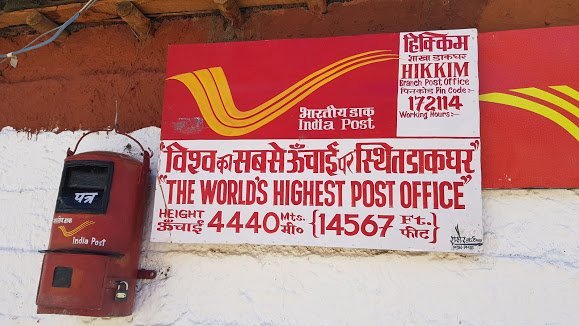 हिक्किम
शाखा डाकघर
HIKKIM
Branch Post Office
पिनकोड Pin Code :-
172114
Working Hours :-
भारतीय डाक
India Post
"विश्व का सबसे ऊँचाई पर स्थित डाकघर"
"THE WORLD'S HIGHEST POST OFFICE"
HEIGHT 4440 Mts. {14567 Ft.}
ऊँचाई मी० फीट
पत्र
भारतीय डाक
India Post